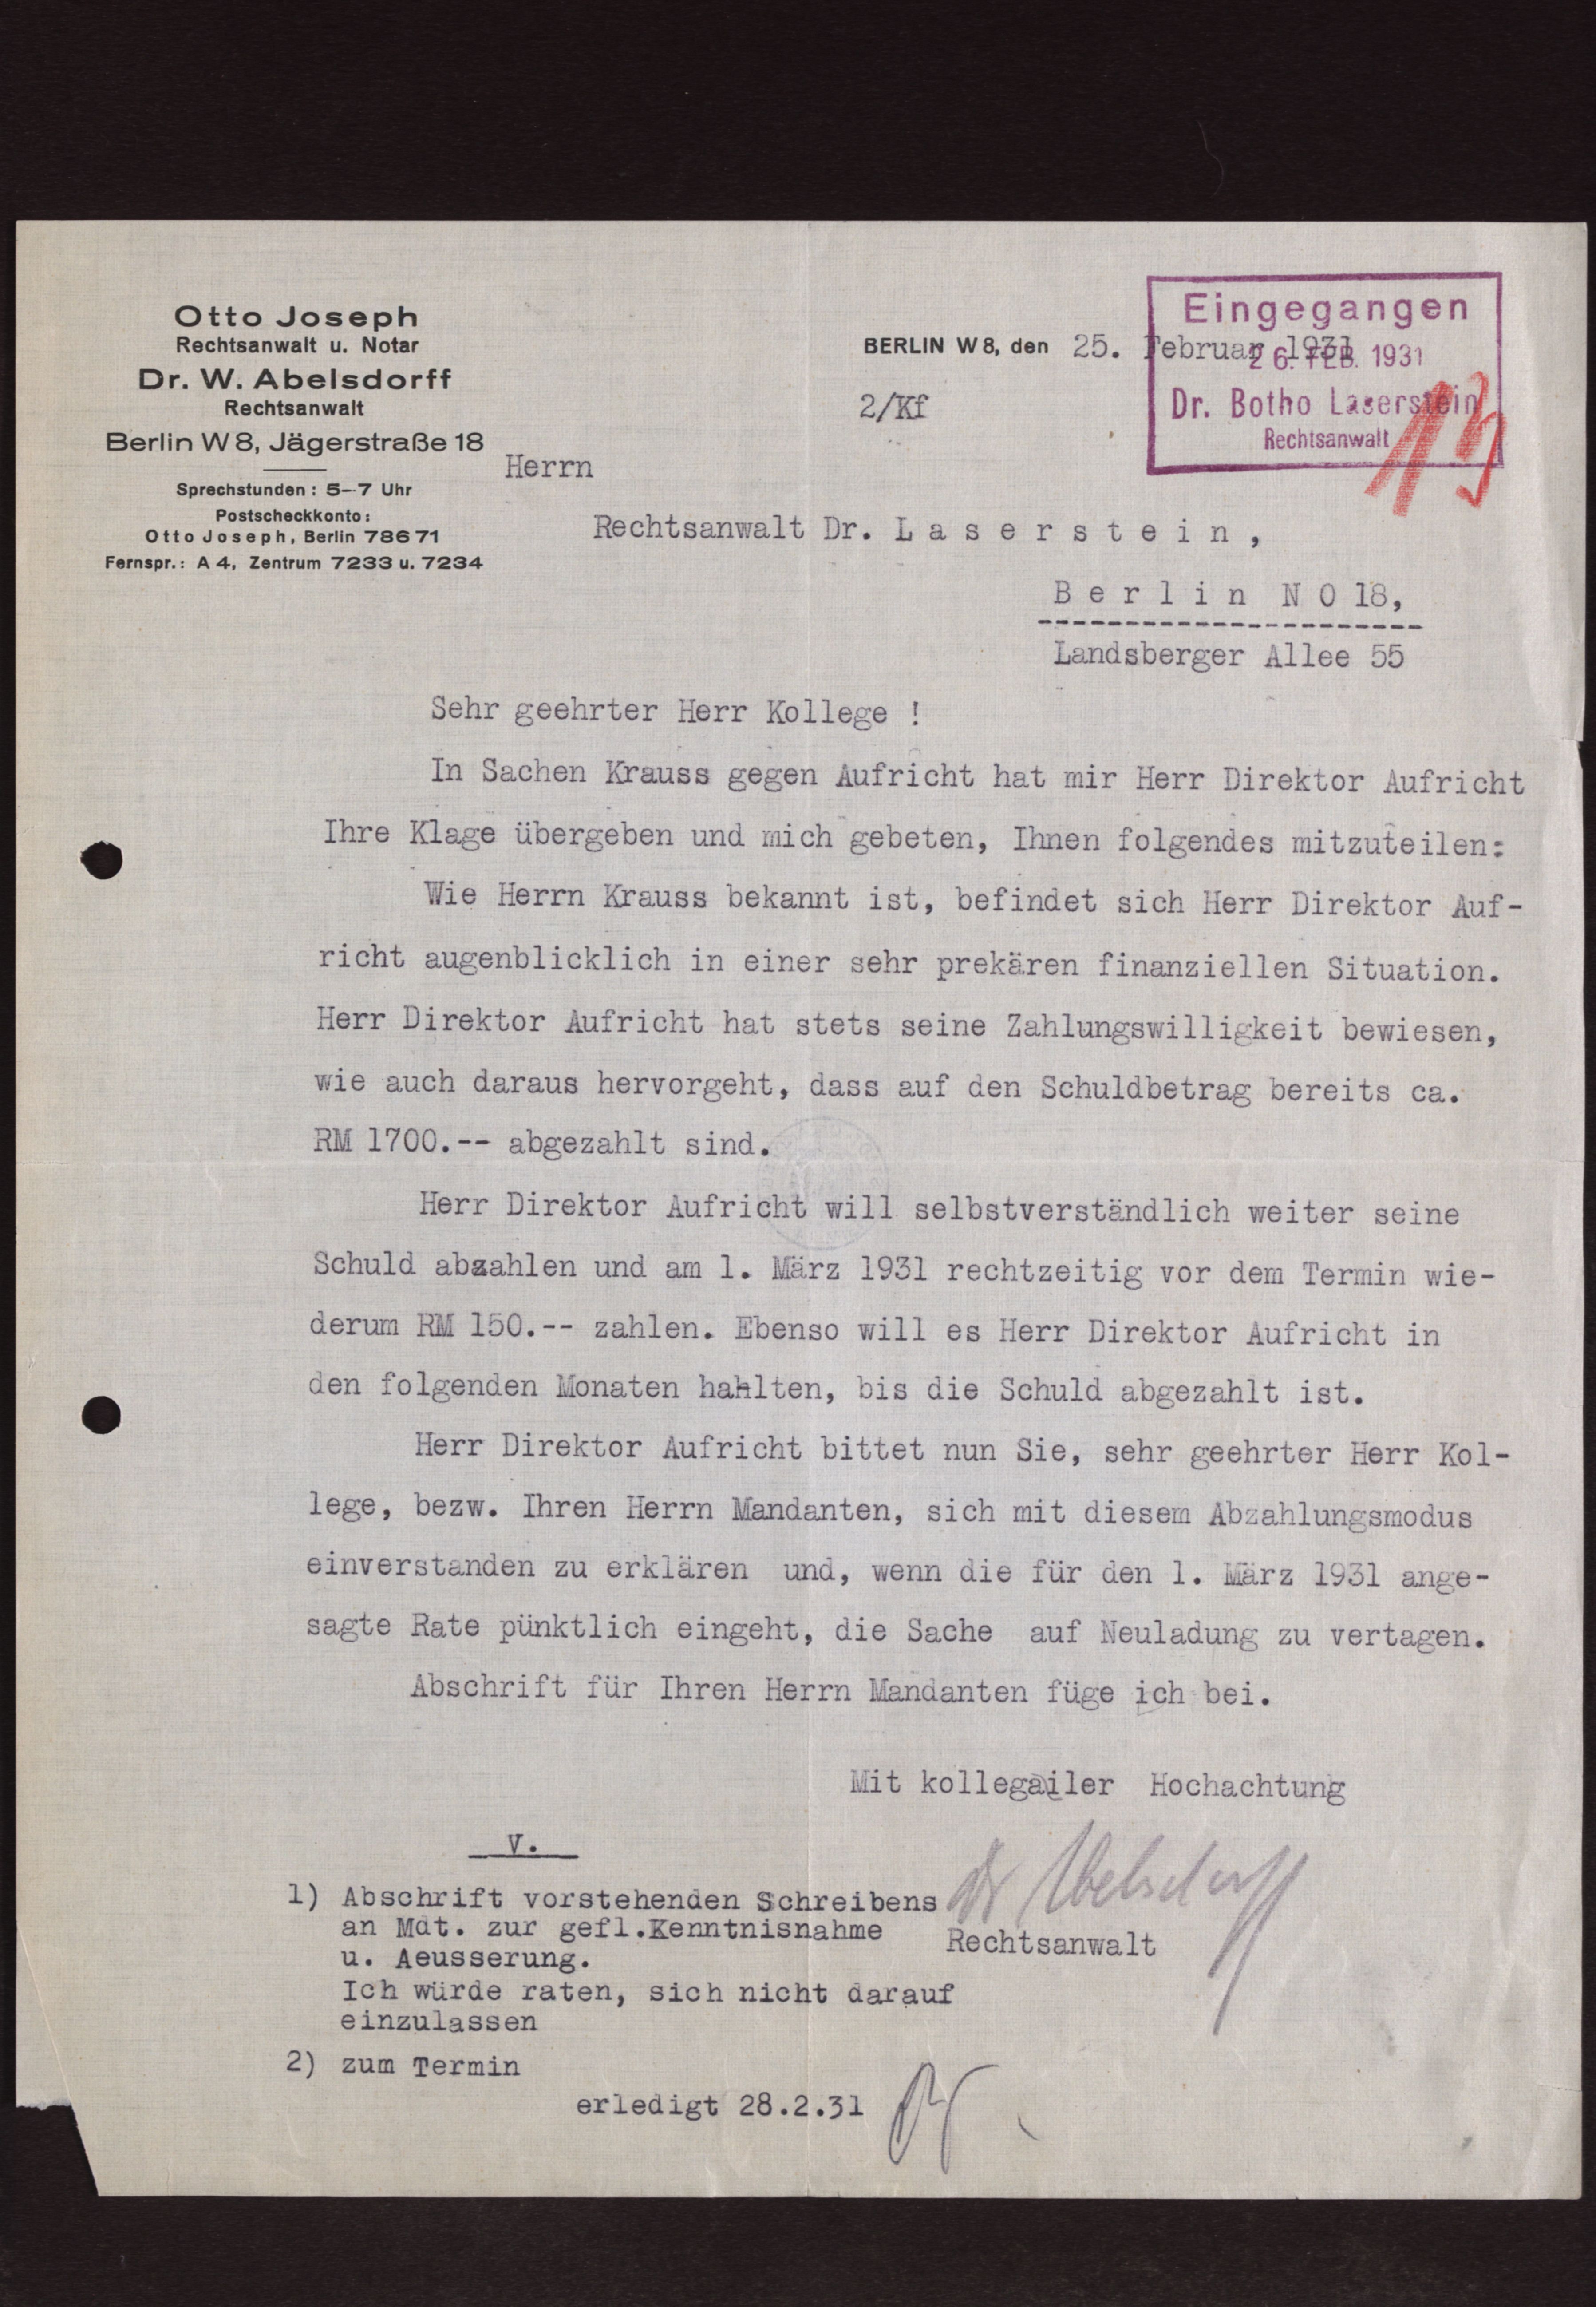 Otto Joseph
Rechtsanwalt u. Notar
Dr. W. Abelsdorff
Rechtsanwalt
Berlin W 8, Jägerstraße 18
Sprechstunden: 5—7 Uhr
Postscheckkonto:
Otto Joseph, Berlin 786 71
Fernspr.: A 4, Zentrum 7233 u. 7234
BERLIN W 8, den 25. Februar 1931
2/Kf
Eingegangen
26. FEB. 1931
Dr. Botho Laserstein
Rechtsanwalt
Herrn
Rechtsanwalt Dr. L a s e r s t e i n ,
B e r l i n N O 18,
Landsberger Allee 55
Sehr geehrter Herr Kollege !
In Sachen Krauss gegen Aufricht hat mir Herr Direktor Aufricht
Ihre Klage übergeben und mich gebeten, Ihnen folgendes mitzuteilen:
Wie Herrn Krauss bekannt ist, befindet sich Herr Direktor Auf-
richt augenblicklich in einer sehr prekären finanziellen Situation.
Herr Direktor Aufricht hat stets seine Zahlungswilligkeit bewiesen,
wie auch daraus hervorgeht, dass auf den Schuldbetrag bereits ca.
RM 1700.-- abgezahlt sind.
Herr Direktor Aufricht will selbstverständlich weiter seine
Schuld abzahlen und am 1. März 1931 rechtzeitig vor dem Termin wie-
derum RM 150.-- zahlen. Ebenso will es Herr Direktor Aufricht in
den folgenden Monaten hahlten, bis die Schuld abgezahlt ist.
Herr Direktor Aufricht bittet nun Sie, sehr geehrter Herr Kol-
lege, bezw. Ihren Herrn Mandanten, sich mit diesem Abzahlungsmodus
einverstanden zu erklären und, wenn die für den 1. März 1931 ange-
sagte Rate pünktlich eingeht, die Sache auf Neuladung zu vertagen.
Abschrift für Ihren Herrn Mandanten füge ich bei.
Mit kollegailer Hochachtung
Dr Abelsdorff
Rechtsanwalt
V.
1) Abschrift vorstehenden Schreibens
an Mdt. zur gefl.Kenntnisnahme
u. Aeusserung.
Ich würde raten, sich nicht darauf
einzulassen
2) zum Termin
erledigt 28.2.31